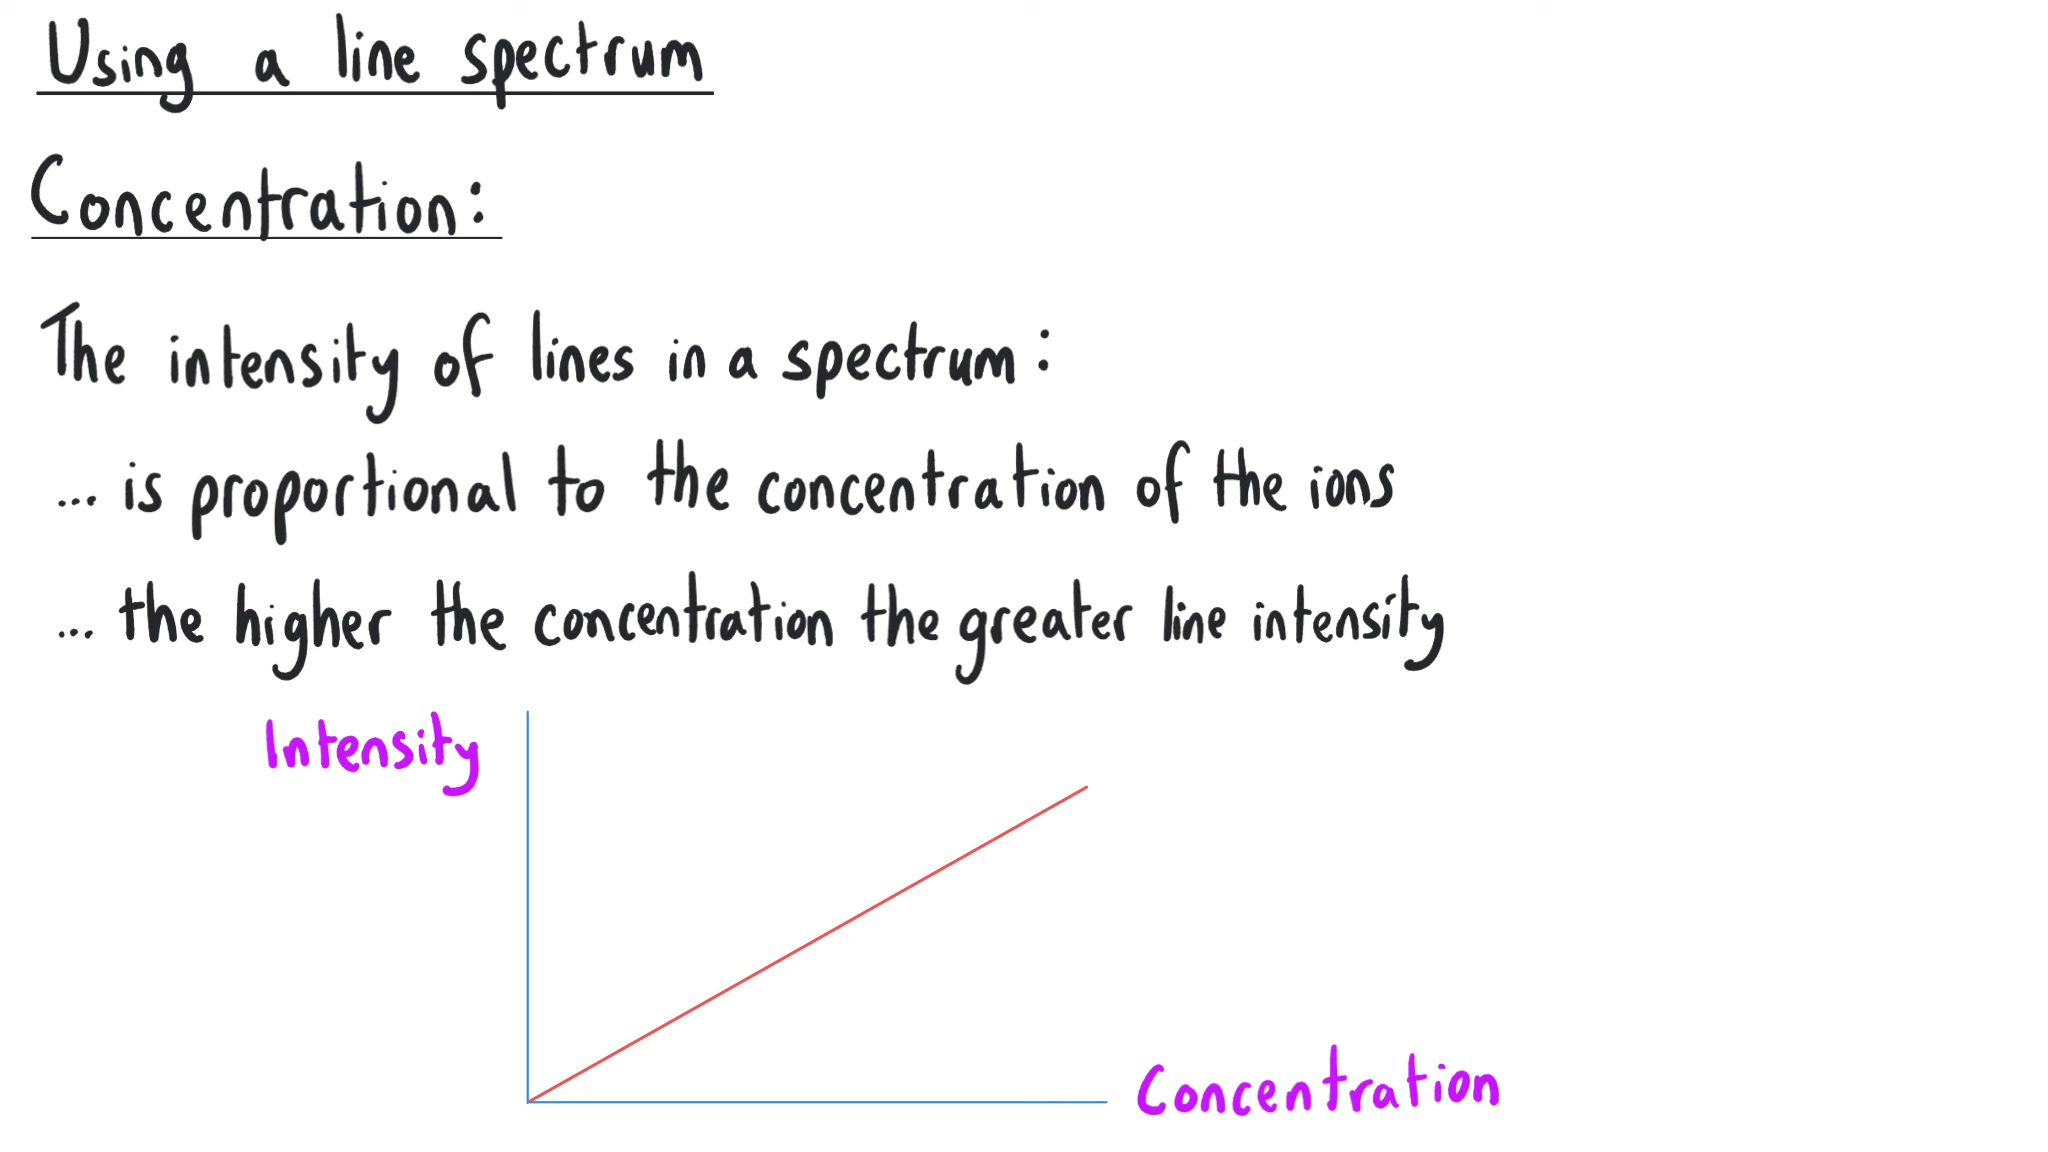 Using a line spectrum
Concentration:
The intensity of lines in a spectrum:
... is proportional to the concentration of the ions
... the higher the concentration the greater line intensity
Intensity
Concentration